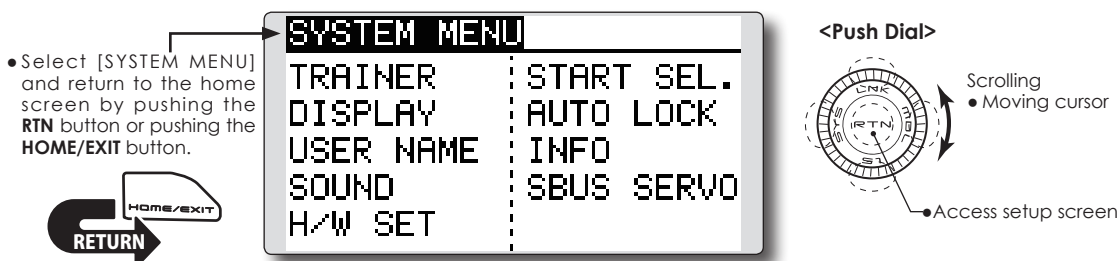 ● Select [SYSTEM MENU]
and return to the home
screen by pushing the
RTN button or pushing the
HOME/EXIT button.
HOME/EXIT
RETURN
SYSTEM MENU
TRAINER
DISPLAY
USER NAME
SOUND
H/W SET
START SEL.
AUTO LOCK
INFO
SBUS SERVO
<Push Dial>
LNK
SYS
RTN
MDL
S1
Scrolling
● Moving cursor
●Access setup screen